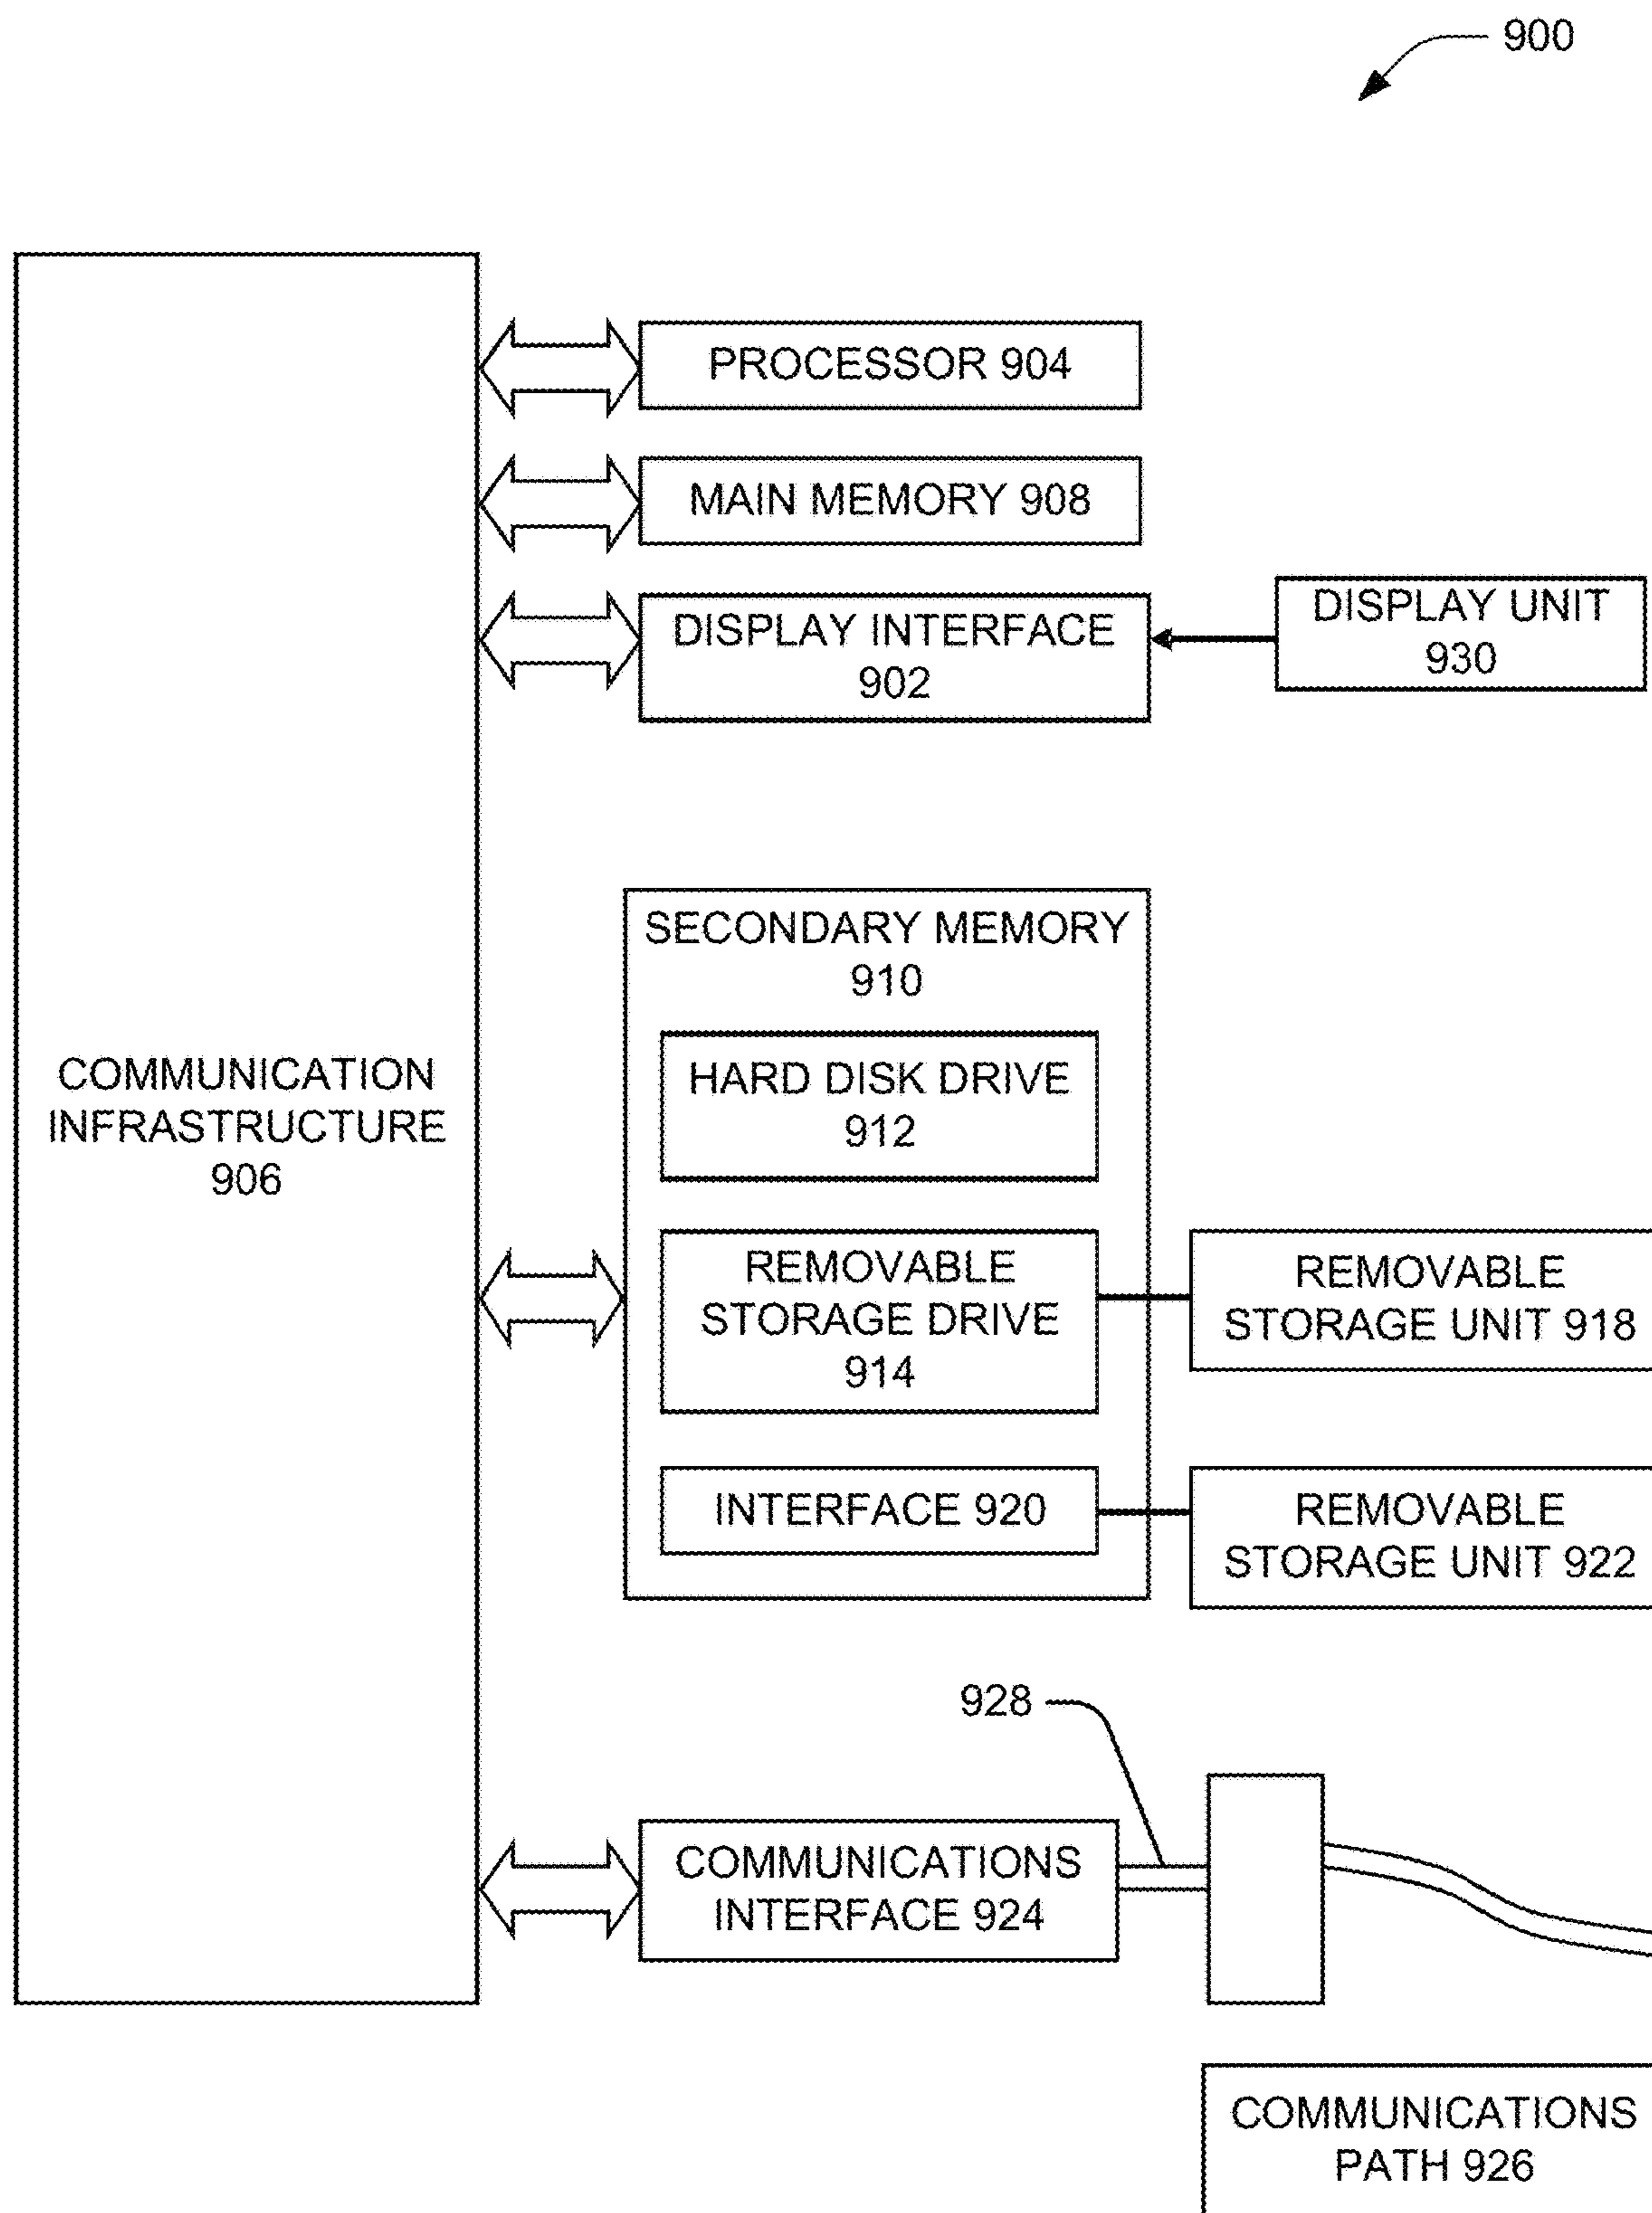 900
PROCESSOR 904
MAIN MEMORY 908
DISPLAY INTERFACE
902
DISPLAY UNIT
930
SECONDARY MEMORY
910
HARD DISK DRIVE
912
COMMUNICATION
INFRASTRUCTURE
906
REMOVABLE
STORAGE DRIVE
914
REMOVABLE
STORAGE UNIT 918
INTERFACE 920
REMOVABLE
STORAGE UNIT 922
928
COMMUNICATIONS
INTERFACE 924
COMMUNICATIONS
PATH 926